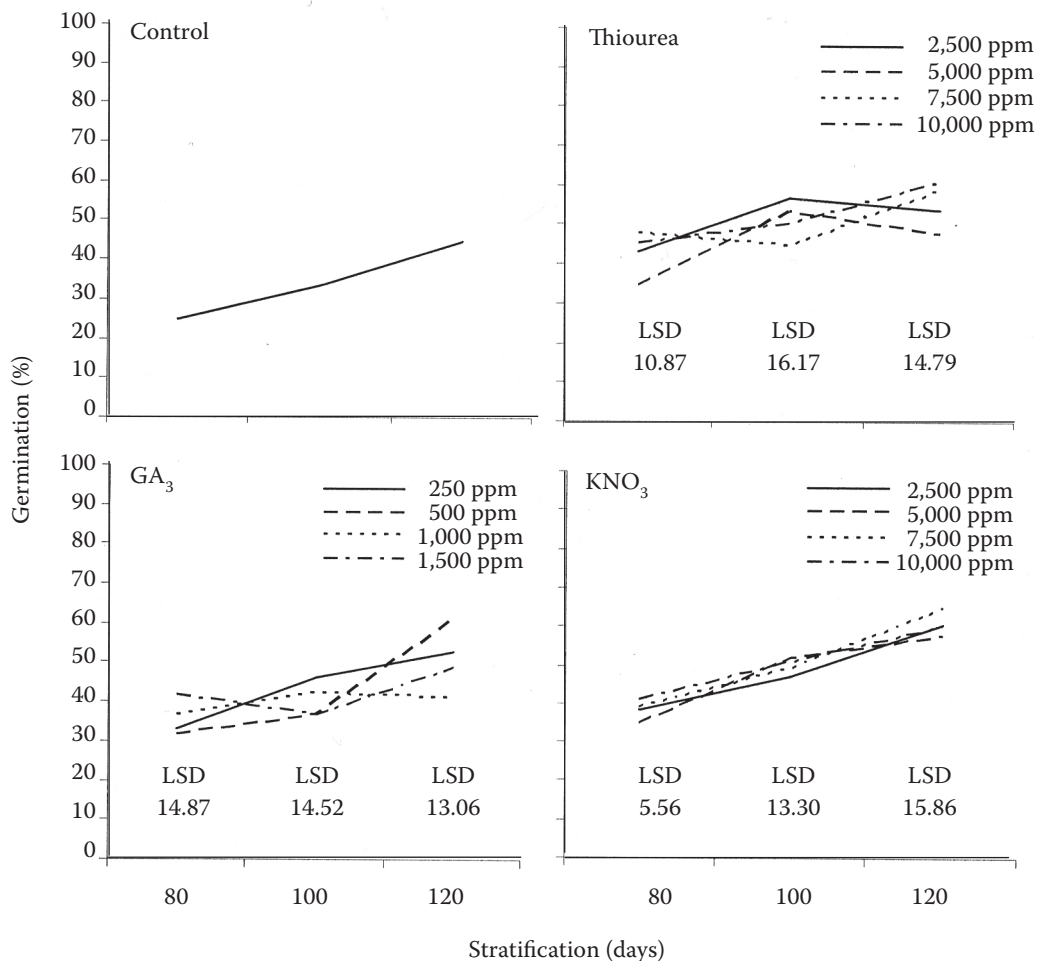 Germination (%)
Control
100
90
80
70
60
50
40
30
20
10
0
Thiourea
2,500 ppm
5,000 ppm
7,500 ppm
10,000 ppm
LSD LSD LSD
10.87 16.17 14.79
GA3
250 ppm
500 ppm
1,000 ppm
1,500 ppm
100
90
80
70
60
50
40
30
20
10
0
LSD LSD LSD
14.87 14.52 13.06
KNO3
2,500 ppm
5,000 ppm
7,500 ppm
10,000 ppm
LSD LSD LSD
5.56 13.30 15.86
80 100 120
80 100 120
Stratification (days)